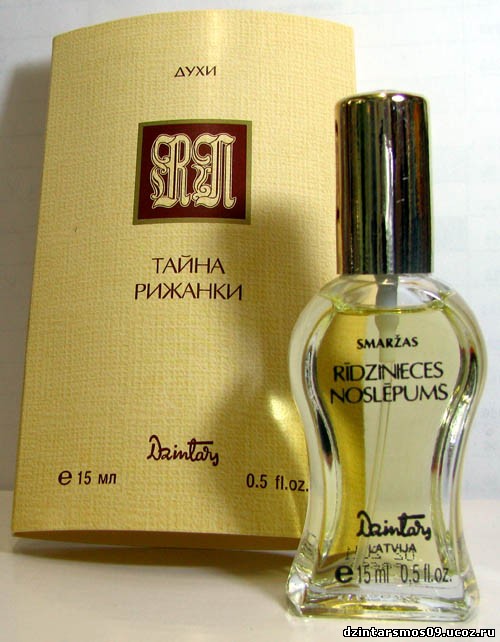 ДУХИ
RN
ТАЙНА
РИЖАНКИ
Dzintars
e 15 мл 0.5 fl.oz.
SMARŽAS
RĪDZINIECES
NOSLĒPUMS
Dzintars
LATVIJA
e 15 ml 0,5 fl.oz.
dzintarsmos09.ucoz.ru